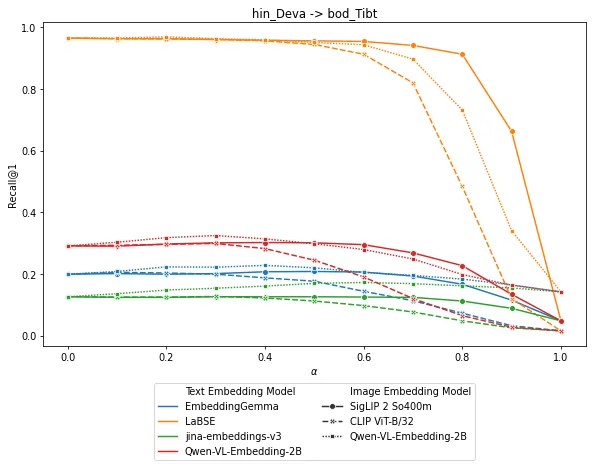 hin_Deva -> bod_Tibt
1.0
0.8
0.6
0.4
0.2
0.0
Recall@1
0.0 0.2 0.4 0.6 0.8 1.0
α
Text Embedding Model Image Embedding Model
EmbeddingGemma SigLIP 2 So400m
LaBSE CLIP ViT-B/32
jina-embeddings-v3 Qwen-VL-Embedding-2B
Qwen-VL-Embedding-2B